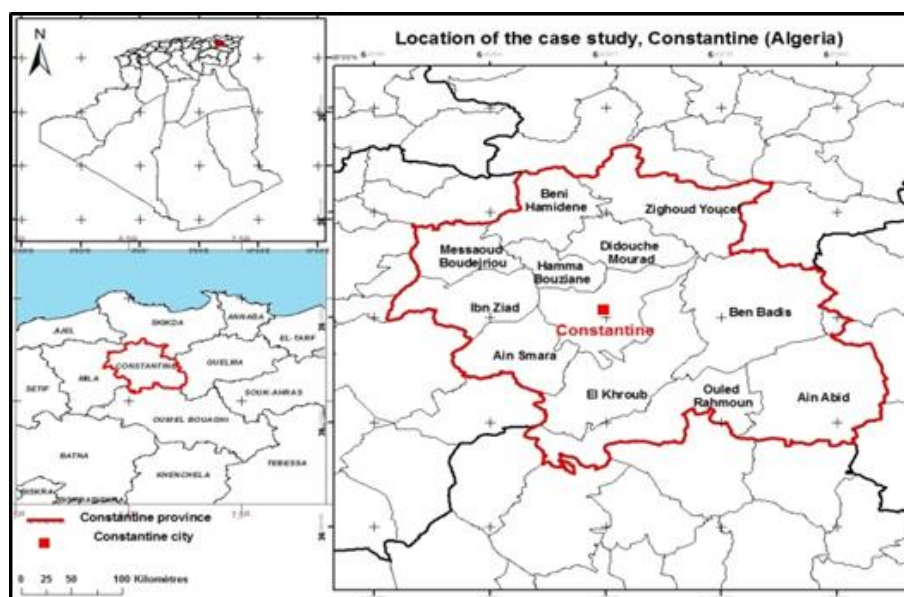 N
Location of the case study, Constantine (Algeria)
Beni
Hamidene
Zighoud Youcef
Messaoud
Boudejriou
Didouche
Mourad
Hamma
Bouziane
Ibn Ziad
Constantine
Ben Badis
Ain Smara
El Khroub
Ouled
Rahmoun
Ain Abid
SKIKDA
ANNABA
EL-TARF
CONSTANTINE
GUELMA
MILA
SETIF
SOUK-AHRAS
OUM EL BOUAGHI
BATNA
KHENCHELA
TEBESSA
BISKRA
Constantine province
Constantine city
0 25 50 100 Kilomètres